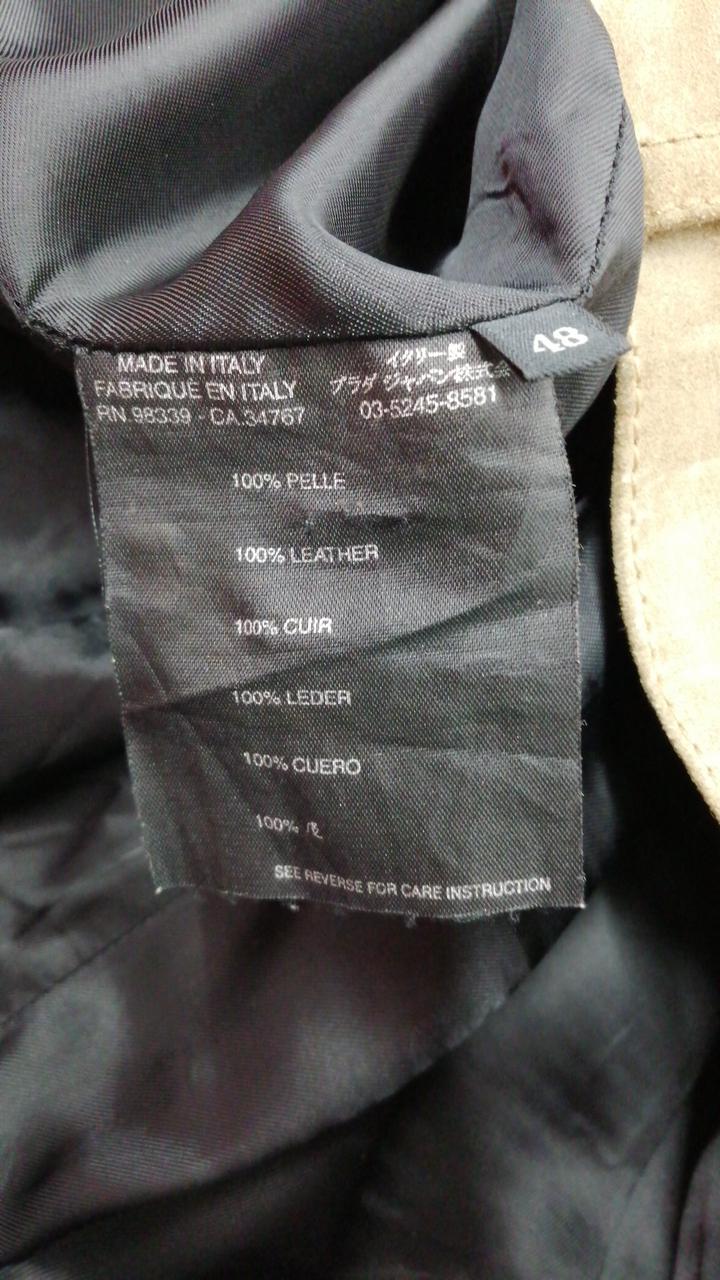 MADE IN ITALY
FABRIQUE EN ITALY
RN.98339 - CA.34767
イタリー製
プラダ ジャパン株式会
03-5245-8581
48
100% PELLE
100% LEATHER
100% CUIR
100% LEDER
100% CUERO
100%
SEE REVERSE FOR CARE INSTRUCTION